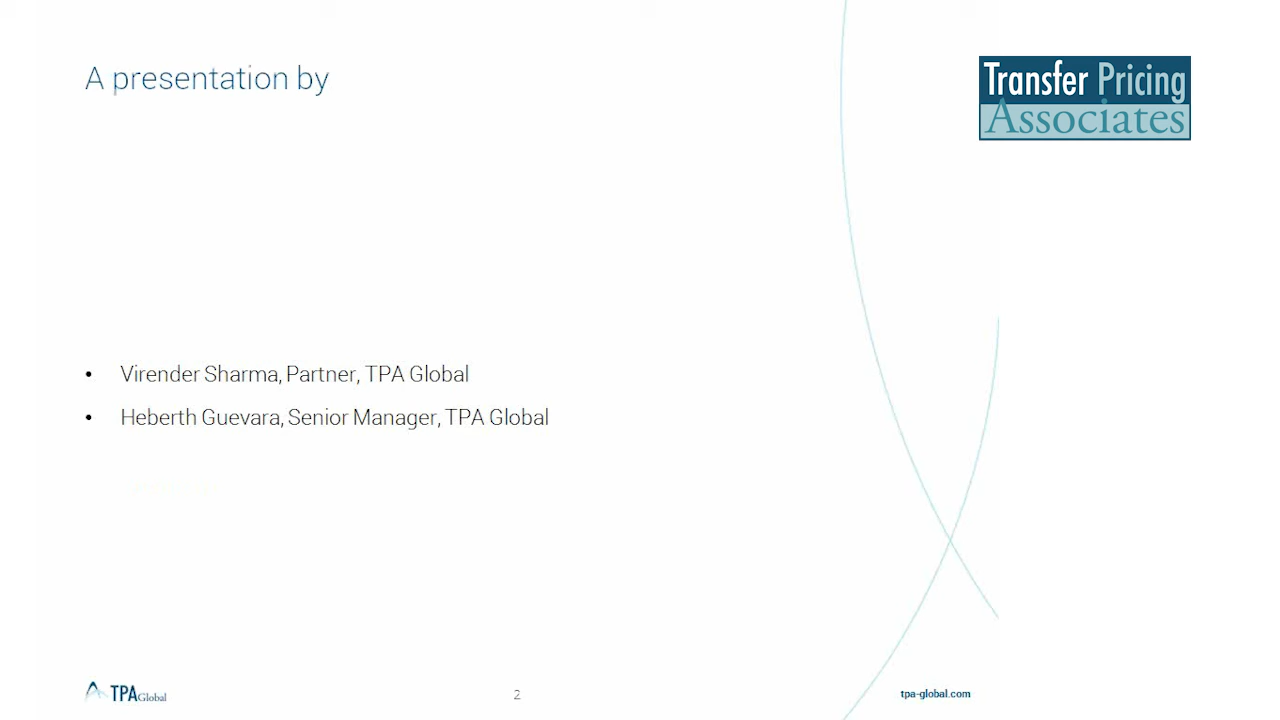 A presentation by
Transfer Pricing
Associates
• Virender Sharma, Partner, TPA Global
• Heberth Guevara, Senior Manager, TPA Global
TPA Global
2
tpa-global.com